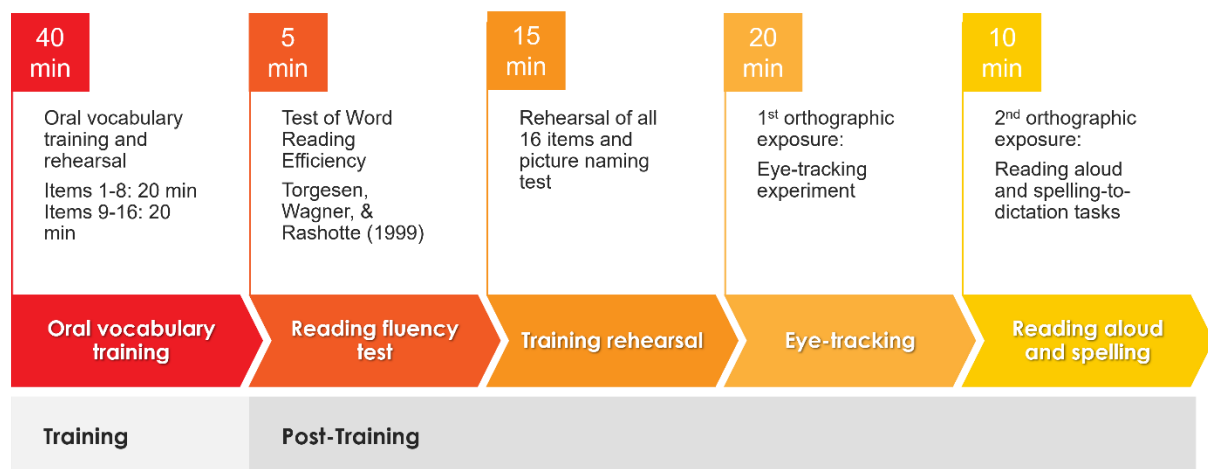 40
min
Oral vocabulary
training and
rehearsal
Items 1-8: 20 min
Items 9-16: 20
min
Oral vocabulary
training
5
min
Test of Word
Reading
Efficiency
Torgesen,
Wagner, &
Rashotte (1999)
Reading fluency
test
15
min
Rehearsal of all
16 items and
picture naming
test
Training rehearsal
20
min
1st orthographic
exposure:
Eye-tracking
experiment
Eye-tracking
10
min
2nd orthographic
exposure:
Reading aloud
and spelling-to-
dictation tasks
Reading aloud
and spelling
Training
Post-Training